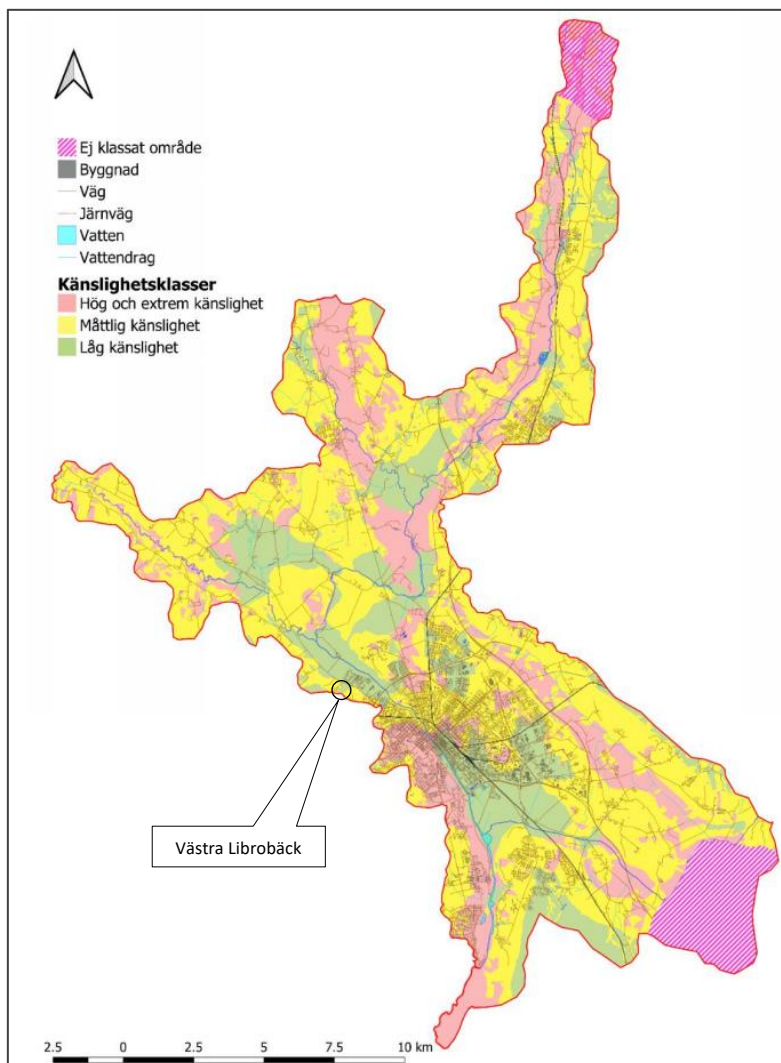 Ej klassat område
Byggnad
Väg
Järnväg
Vatten
Vattendrag
Känslighetsklasser
Hög och extrem känslighet
Måttlig känslighet
Låg känslighet
Västra Librobäck
2.5 0 2.5 5 7.5 10 km